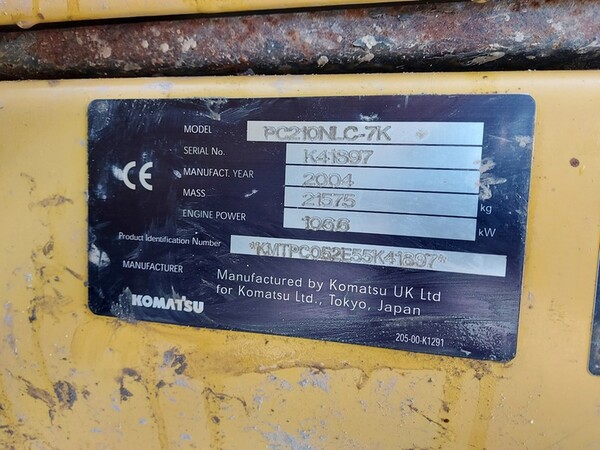 MODEL PC210NLC-7K
SERIAL No. K41897
MANUFACT. YEAR 2004
MASS 21575 kg
ENGINE POWER 106.6 kW
Product Identification Number *KMTPC052E55K41897*
MANUFACTURER
Manufactured by Komatsu UK Ltd
for Komatsu Ltd., Tokyo, Japan
CE
KOMATSU
205-00-K1291